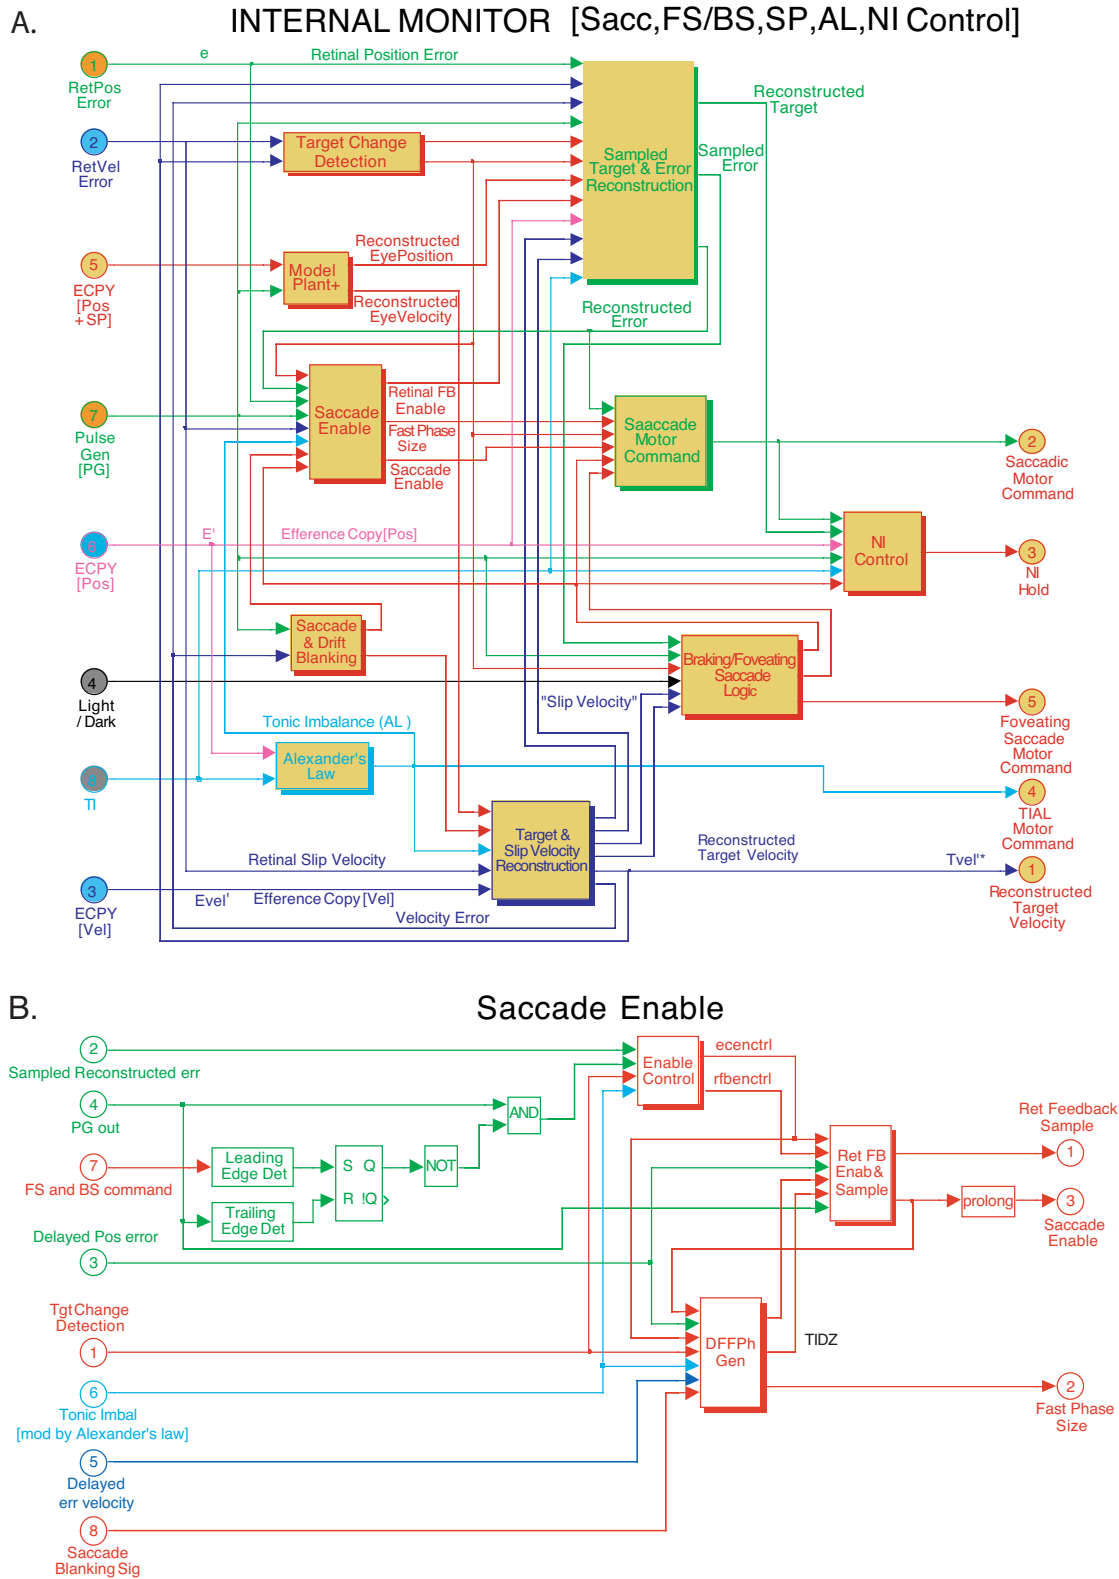 A.
INTERNAL MONITOR [Sacc,FS/BS,SP,AL,NI Control]
1
RetPos
Error
e
Retinal Position Error
2
RetVel
Error
Target Change
Detection
Sampled
Target & Error
Reconstruction
Reconstructed
Target
Sampled
Error
5
ECPY
[Pos
+SP]
Model
Plant+
Reconstructed
EyePosition
Reconstructed
EyeVelocity
Reconstructed
Error
7
Pulse
Gen
[PG]
Saccade
Enable
Retinal FB
Enable
Fast Phase
Size
Saccade
Enable
Saaccade
Motor
Command
2
Saccadic
Motor
Command
6
ECPY
[Pos]
E'
Efference Copy[Pos]
NI
Control
3
NI
Hold
Saccade
& Drift
Blanking
Braking/Foveating
Saccade
Logic
4
Light
/ Dark
"Slip Velocity"
5
Foveating
Saccade
Motor
Command
Tonic Imbalance (AL )
Alexander's
Law
8
TI
4
TIAL
Motor
Command
Target &
Slip Velocity
Reconstruction
Reconstructed
Target Velocity
Tvel'*
1
Reconstructed
Target
Velocity
Retinal Slip Velocity
3
ECPY
[Vel]
Evel'
Efference Copy[Vel]
Velocity Error
B.
Saccade Enable
2
Sampled Reconstructed err
Enable
Control
ecenctrl
rfbenctrl
4
PG out
AND
7
FS and BS command
Leading
Edge Det
S Q
R !Q
NOT
Trailing
Edge Det
Ret FB
Enab&
Sample
Ret Feedback
Sample
1
prolong
3
Saccade
Enable
Delayed Pos error
3
Tgt Change
Detection
1
DFFPh
Gen
TIDZ
6
Tonic Imbal
[mod by Alexander's law]
2
Fast Phase
Size
5
Delayed
err velocity
8
Saccade
Blanking Sig